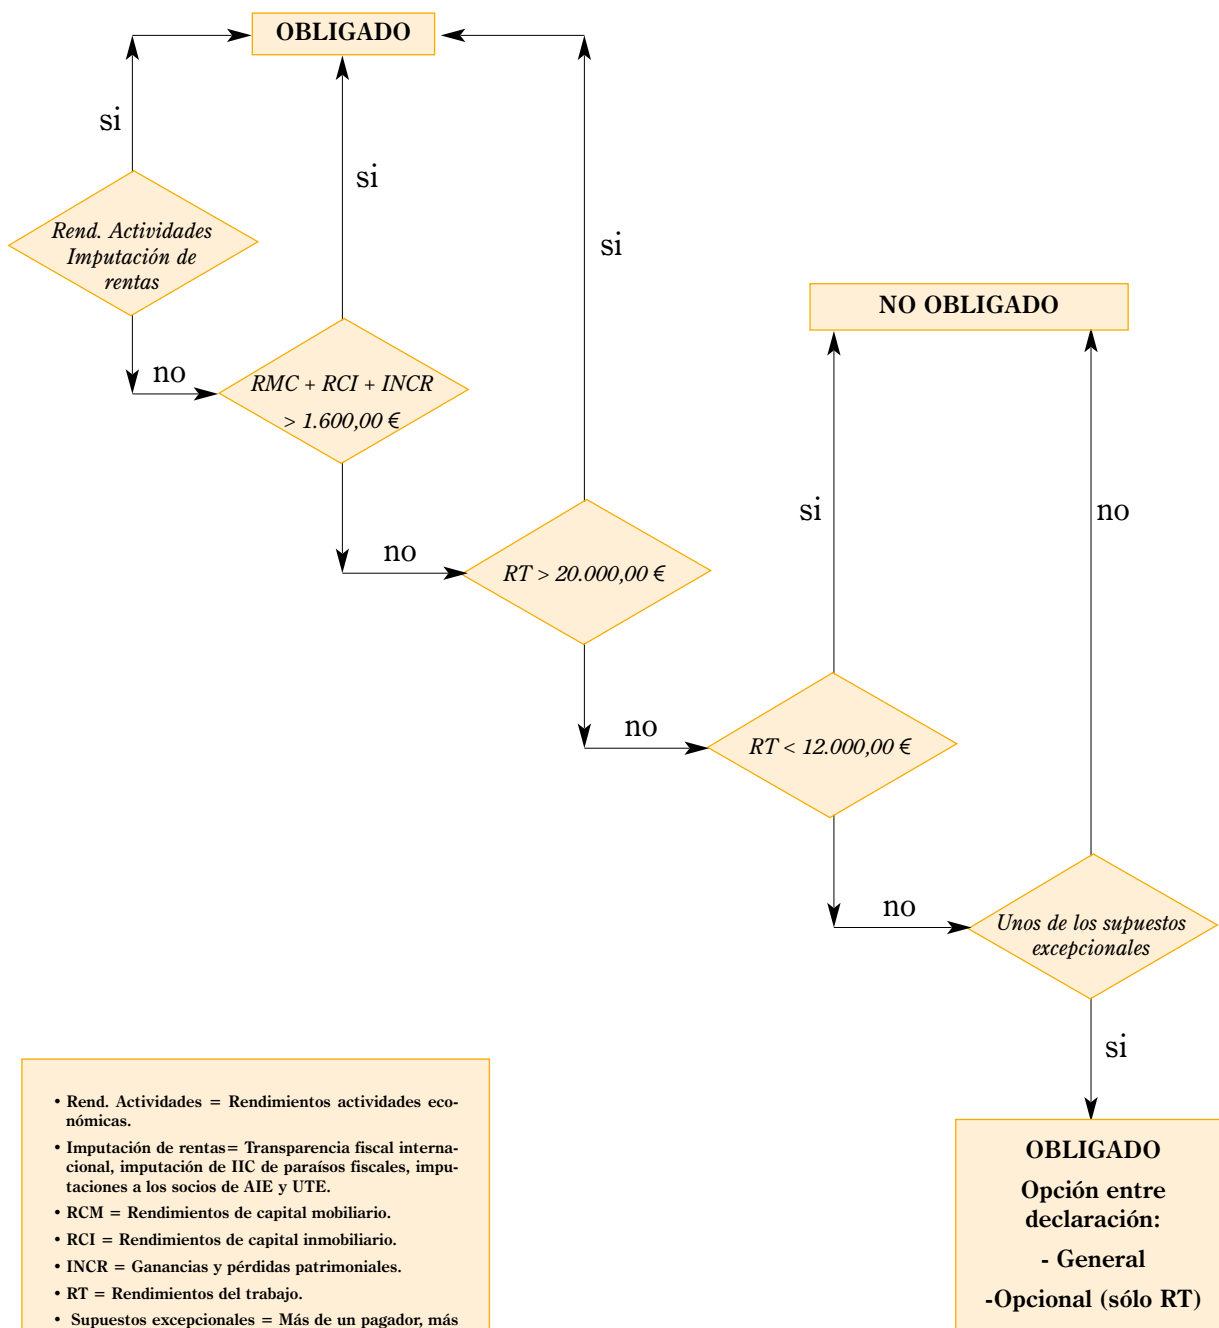 OBLIGADO
si
si
si
Rend. Actividades
Imputación de
rentas
no
RMC + RCI + INCR
> 1.600,00 €
no
RT > 20.000,00 €
no
NO OBLIGADO
si
no
RT < 12.000,00 €
no
Unos de los supuestos
excepcionales
si
OBLIGADO
Opción entre
declaración:
- General
-Opcional (sólo RT)
• Rend. Actividades = Rendimientos actividades eco-
nómicas.
• Imputación de rentas= Transparencia fiscal interna-
cional, imputación de IIC de paraísos fiscales, impu-
taciones a los socios de AIE y UTE.
• RCM = Rendimientos de capital mobiliario.
• RCI = Rendimientos de capital inmobiliario.
• INCR = Ganancias y pérdidas patrimoniales.
• RT = Rendimientos del trabajo.
• Supuestos excepcionales = Más de un pagador, más